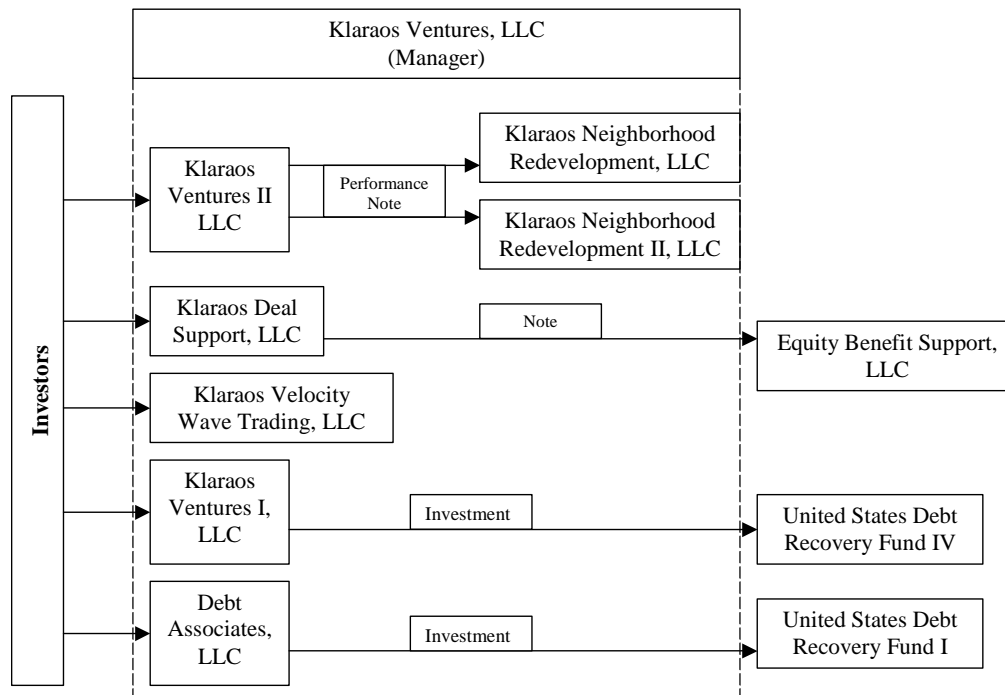 Klaraos Ventures, LLC
(Manager)
Investors
Klaraos
Ventures II
LLC
Performance
Note
Klaraos Neighborhood
Redevelopment, LLC
Klaraos Neighborhood
Redevelopment II, LLC
Klaraos Deal
Support, LLC
Note
Equity Benefit Support,
LLC
Klaraos Velocity
Wave Trading, LLC
Klaraos
Ventures I,
LLC
Investment
United States Debt
Recovery Fund IV
Debt
Associates,
LLC
Investment
United States Debt
Recovery Fund I